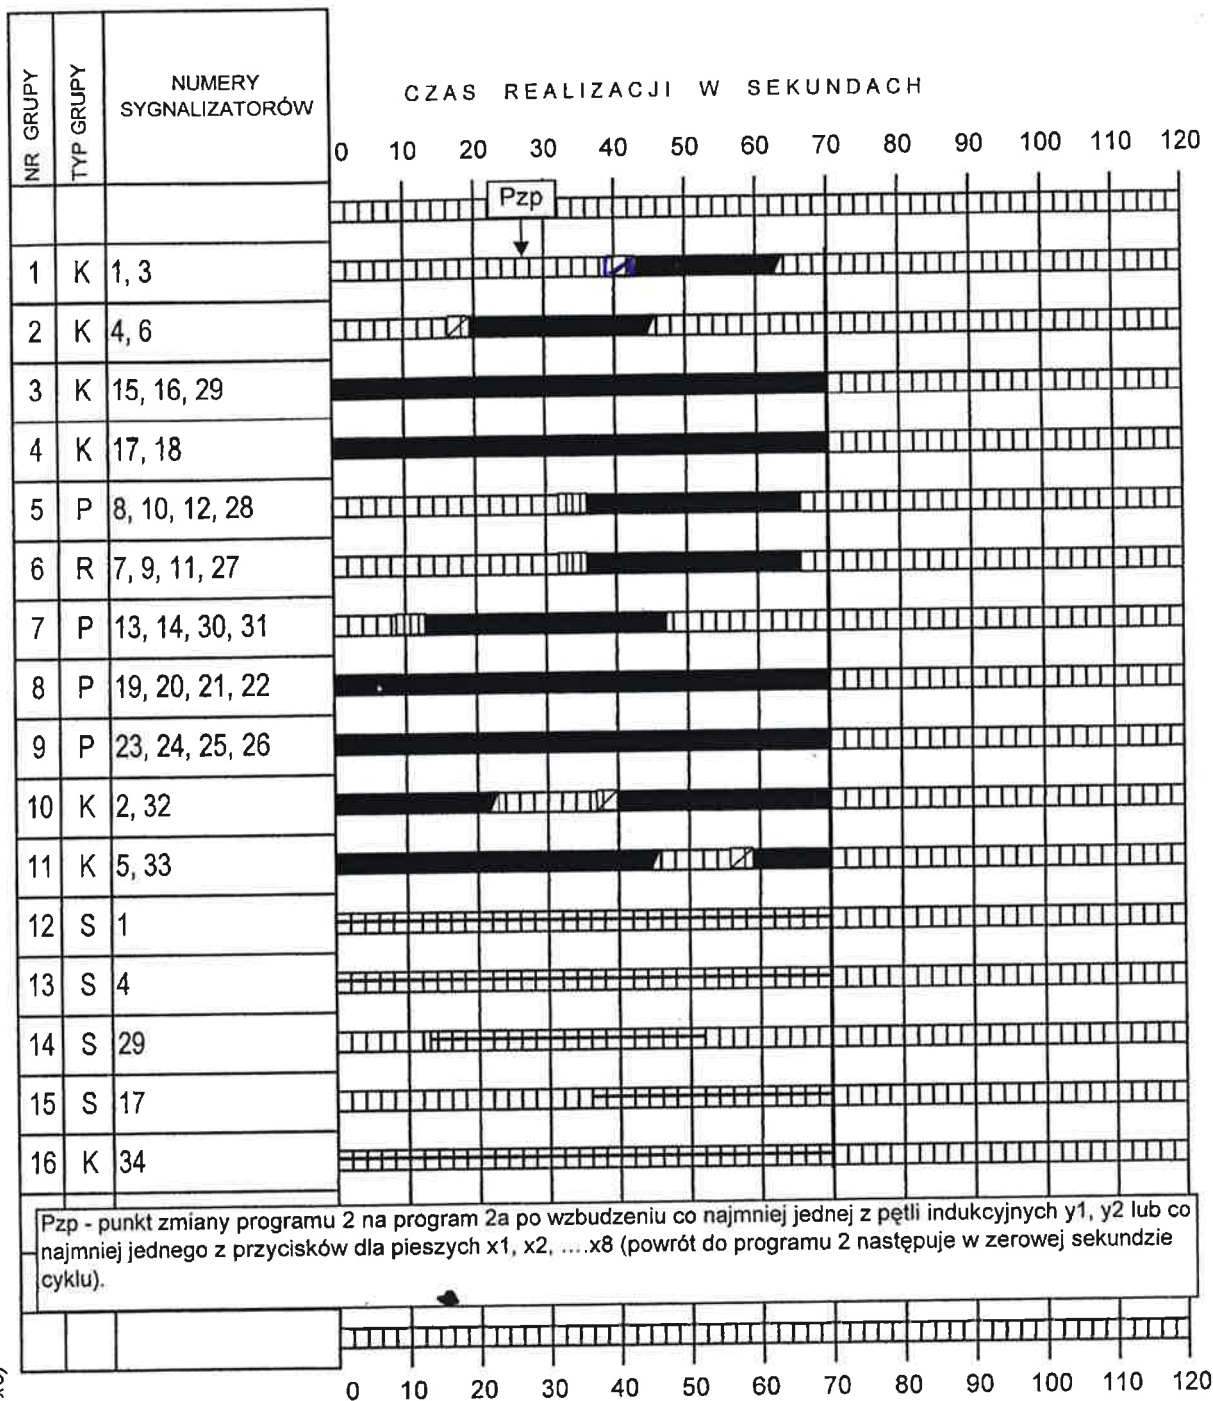 NR GRUPY
TYP GRUPY
NUMERY
SYGNALIZATORÓW
CZAS REALIZACJI W SEKUNDACH
0 10 20 30 40 50 60 70 80 90 100 110 120
Pzp
1 K 1, 3
2 K 4, 6
3 K 15, 16, 29
4 K 17, 18
5 P 8, 10, 12, 28
6 R 7, 9, 11, 27
7 P 13, 14, 30, 31
8 P 19, 20, 21, 22
9 P 23, 24, 25, 26
10 K 2, 32
11 K 5, 33
12 S 1
13 S 4
14 S 29
15 S 17
16 K 34
Pzp - punkt zmiany programu 2 na program 2a po wzbudzeniu co najmniej jednej z pętli indukcyjnych y1, y2 lub co
najmniej jednego z przycisków dla pieszych x1, x2, ....x8 (powrót do programu 2 następuje w zerowej sekundzie
cyklu).
0 10 20 30 40 50 60 70 80 90 100 110 120